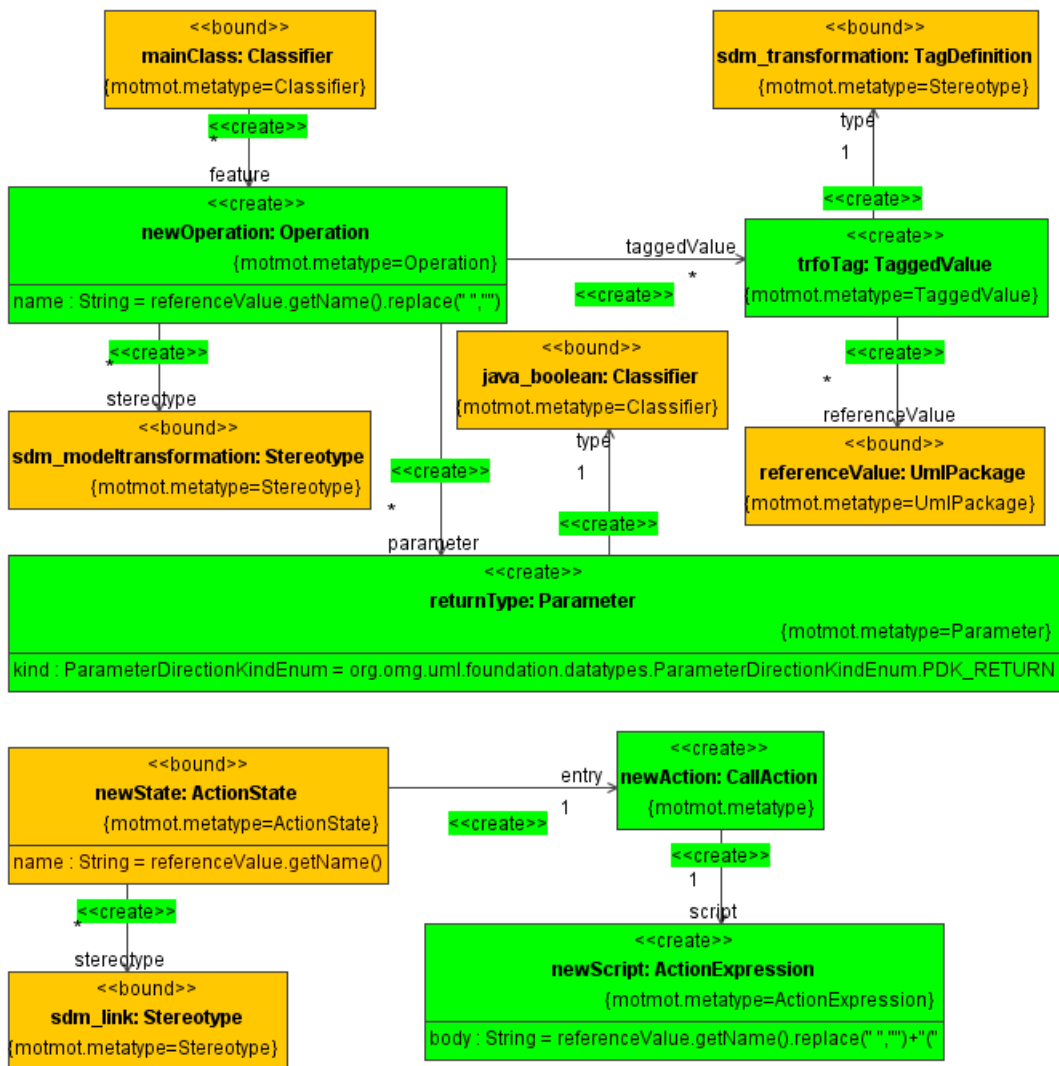 <<bound>>
mainClass: Classifier
{motmot.metatype=Classifier}
<<bound>>
sdm_transformation: TagDefinition
{motmot.metatype=Stereotype}
<<create>>
*
feature
type
1
<<create>>
<<create>>
newOperation: Operation
{motmot.metatype=Operation}
name : String = referenceValue.getName().replace(" ","")
taggedValue
*
<<create>>
<<create>>
trfoTag: TaggedValue
{motmot.metatype=TaggedValue}
<<create>>
*
stereotype
<<bound>>
java_boolean: Classifier
{motmot.metatype=Classifier}
<<create>>
*
referenceValue
<<bound>>
sdm_modeltransformation: Stereotype
{motmot.metatype=Stereotype}
type
1
<<create>>
<<bound>>
referenceValue: UmlPackage
{motmot.metatype=UmlPackage}
<<create>>
*
parameter
<<create>>
returnType: Parameter
{motmot.metatype=Parameter}
kind : ParameterDirectionKindEnum = org.omg.uml.foundation.datatypes.ParameterDirectionKindEnum.PDK_RETURN
<<bound>>
newState: ActionState
{motmot.metatype=ActionState}
name : String = referenceValue.getName()
entry
1
<<create>>
<<create>>
newAction: CallAction
{motmot.metatype}
<<create>>
*
stereotype
<<create>>
1
script
<<bound>>
sdm_link: Stereotype
{motmot.metatype=Stereotype}
<<create>>
newScript: ActionExpression
{motmot.metatype=ActionExpression}
body : String = referenceValue.getName().replace(" ","")+"("